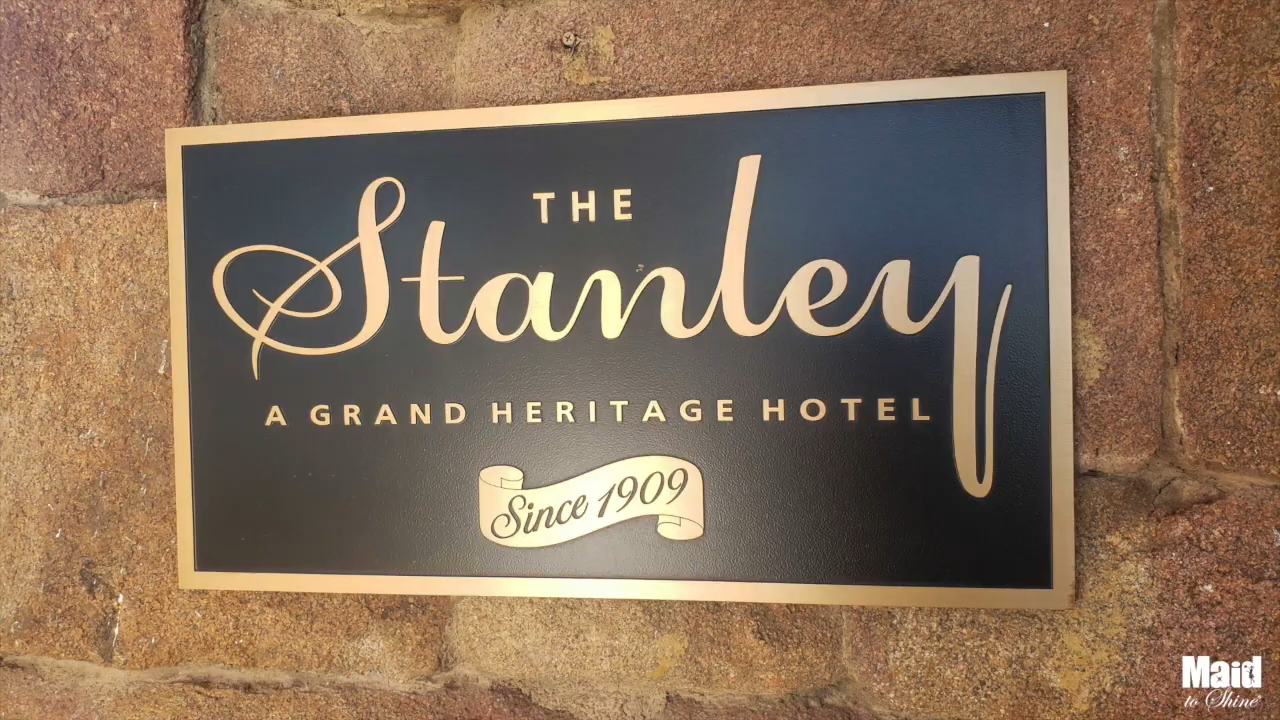 THE
Stanley
A GRAND HERITAGE HOTEL
Since 1909
Maid
to Shine